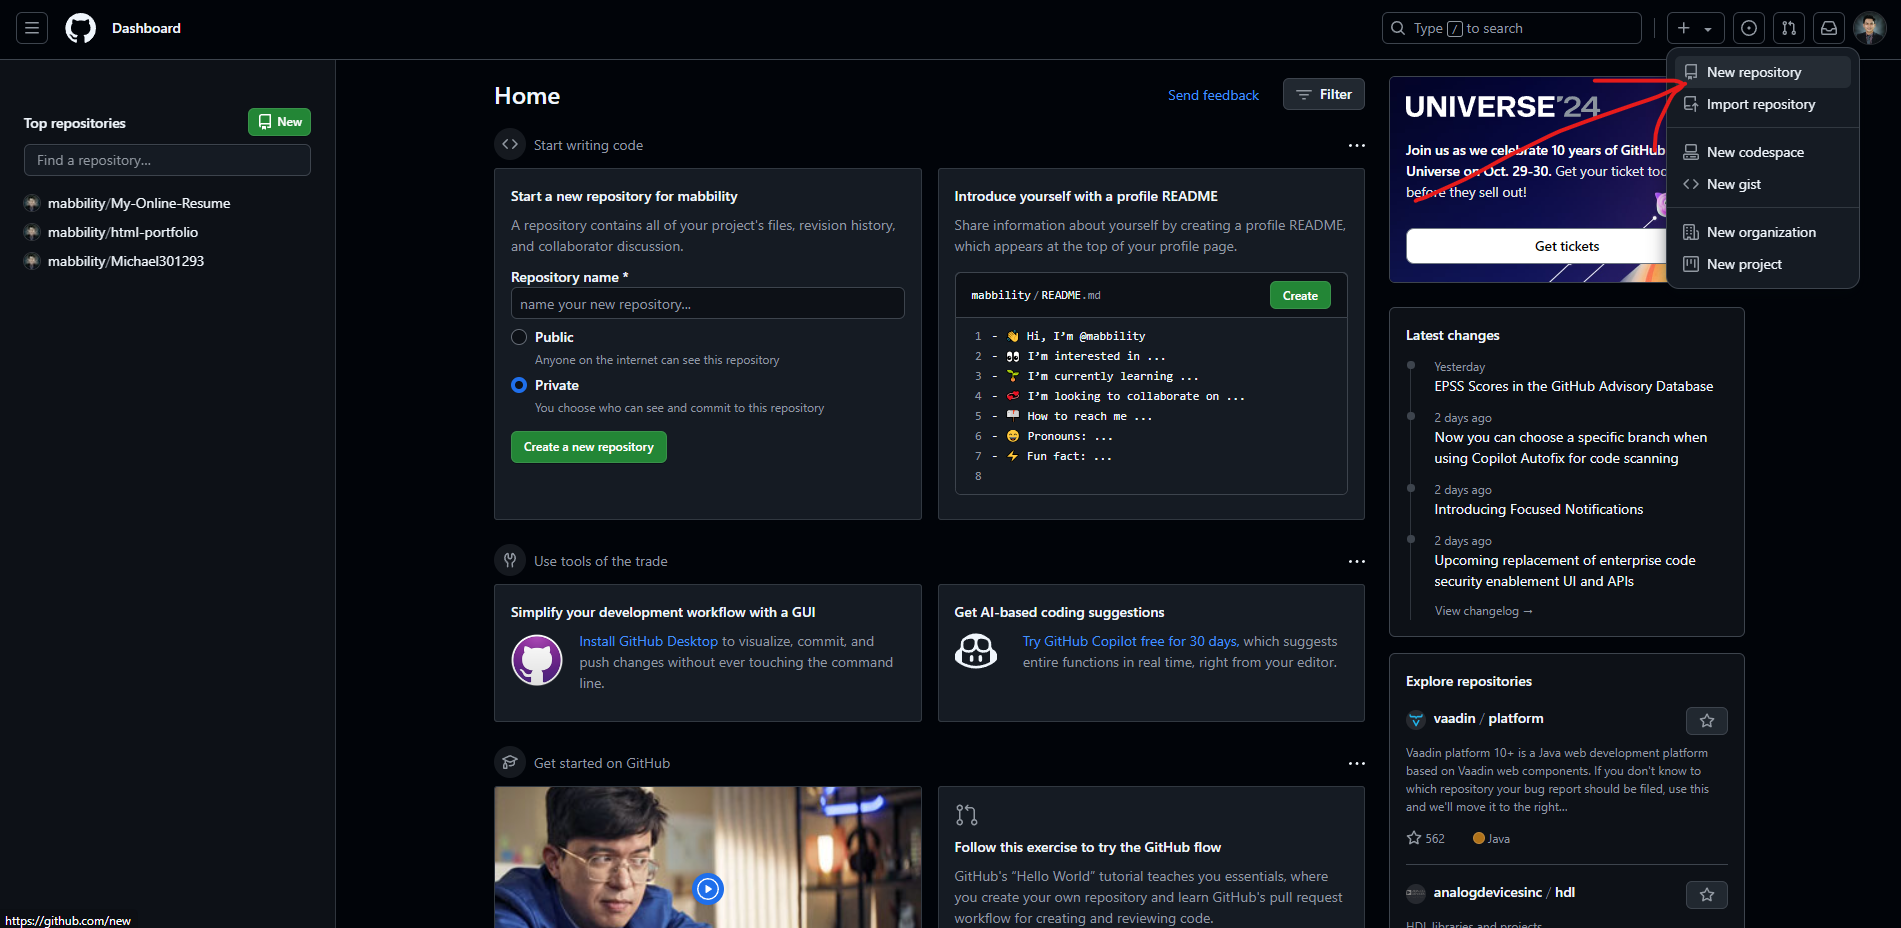 Dashboard
Type / to search
Top repositories
New
Find a repository...
mabbility/My-Online-Resume
mabbility/html-portfolio
mabbility/Michael301293
Home
Send feedback
Filter
Start writing code
Start a new repository for mabbility
A repository contains all of your project's files, revision history,
and collaborator discussion.
Repository name *
name your new repository...
Public
Anyone on the internet can see this repository
Private
You choose who can see and commit to this repository
Create a new repository
Introduce yourself with a profile README
Share information about yourself by creating a profile README,
which appears at the top of your profile page.
mabbility / README.md
Create
1 - 👋 Hi, I'm @mabbility
2 - 👀 I'm interested in ...
3 - 🌱 I'm currently learning ...
4 - 💞️ I'm looking to collaborate on ...
5 - 📫 How to reach me ...
6 - 😄 Pronouns: ...
7 - ⚡ Fun fact: ...
8
Use tools of the trade
Simplify your development workflow with a GUI
Install GitHub Desktop to visualize, commit, and
push changes without ever touching the command
line.
Get AI-based coding suggestions
Try GitHub Copilot free for 30 days, which suggests
entire functions in real time, right from your editor.
Get started on GitHub
Follow this exercise to try the GitHub flow
GitHub's “Hello World” tutorial teaches you essentials, where
you create your own repository and learn GitHub's pull request
workflow for creating and reviewing code.
New repository
Import repository
New codespace
New gist
New organization
New project
UNIVERSE'24
Join us as we celebrate 10 years of GitHub
Universe on Oct. 29-30. Get your ticket
before they sell out!
Get tickets
Latest changes
Yesterday
EPSS Scores in the GitHub Advisory Database
2 days ago
Now you can choose a specific branch when
using Copilot Autofix for code scanning
2 days ago
Introducing Focused Notifications
2 days ago
Upcoming replacement of enterprise code
security enablement UI and APIs
View changelog →
Explore repositories
vaadin / platform
Vaadin platform 10+ is a Java web development platform
based on Vaadin web components. If you don't know to
which repository your bug report should be filed, use this
and we'll move it to the right...
562
Java
analogdevicesinc / hdl
HDL libraries and projects
https://github.com/new